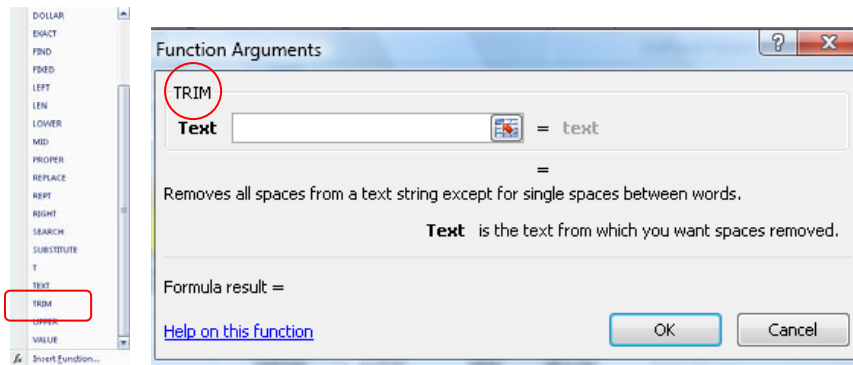 DOLLAR
EXACT
FIND
FIXED
LEFT
LEN
LOWER
MID
PROPER
REPLACE
REPT
RIGHT
SEARCH
SUBSTITUTE
T
TEXT
TRIM
UPPER
VALUE
fx Insert Function...
Function Arguments
TRIM
Text = text
=
Removes all spaces from a text string except for single spaces between words.
Text is the text from which you want spaces removed.
Formula result =
Help on this function
OK Cancel